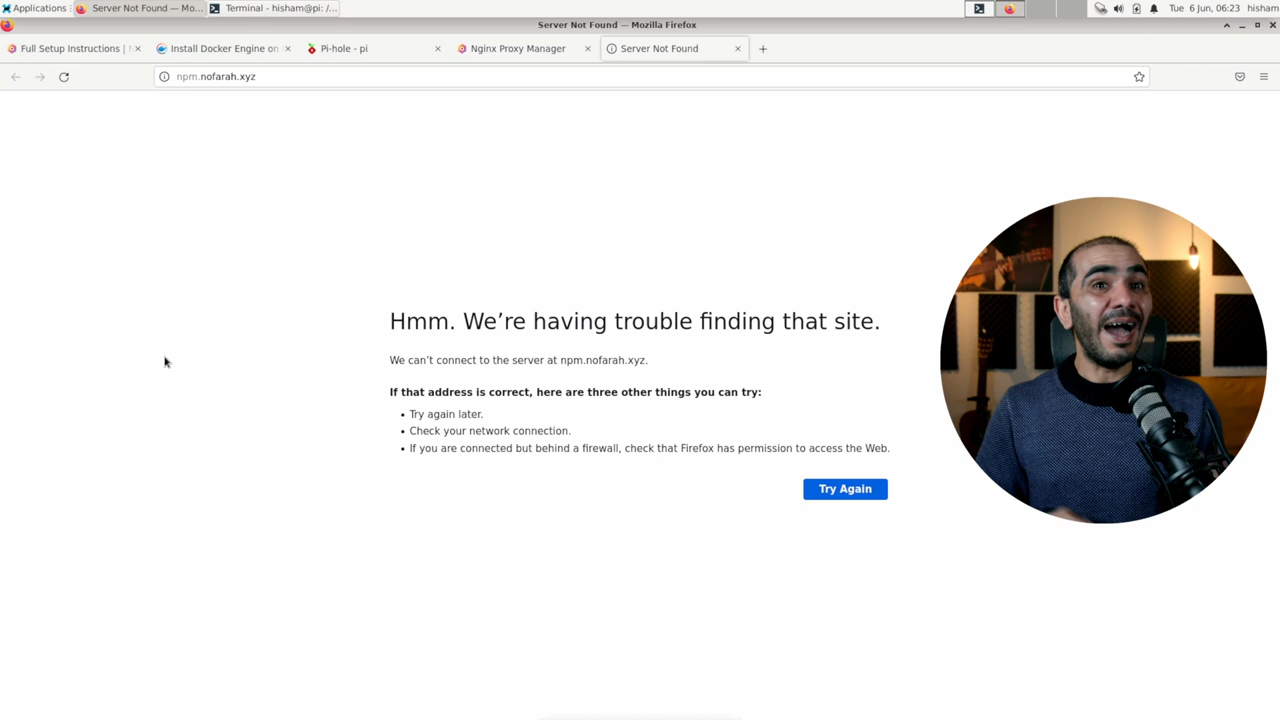 Applications
Server Not Found — Mo...
Terminal - hisham@pi: /...
Tue 6 Jun, 06:23
hisham
Server Not Found — Mozilla Firefox
Full Setup Instructions |
Install Docker Engine on
Pi-hole - pi
Nginx Proxy Manager
Server Not Found
npm.nofarah.xyz
Hmm. We’re having trouble finding that site.
We can’t connect to the server at npm.nofarah.xyz.
If that address is correct, here are three other things you can try:
• Try again later.
• Check your network connection.
• If you are connected but behind a firewall, check that Firefox has permission to access the Web.
Try Again